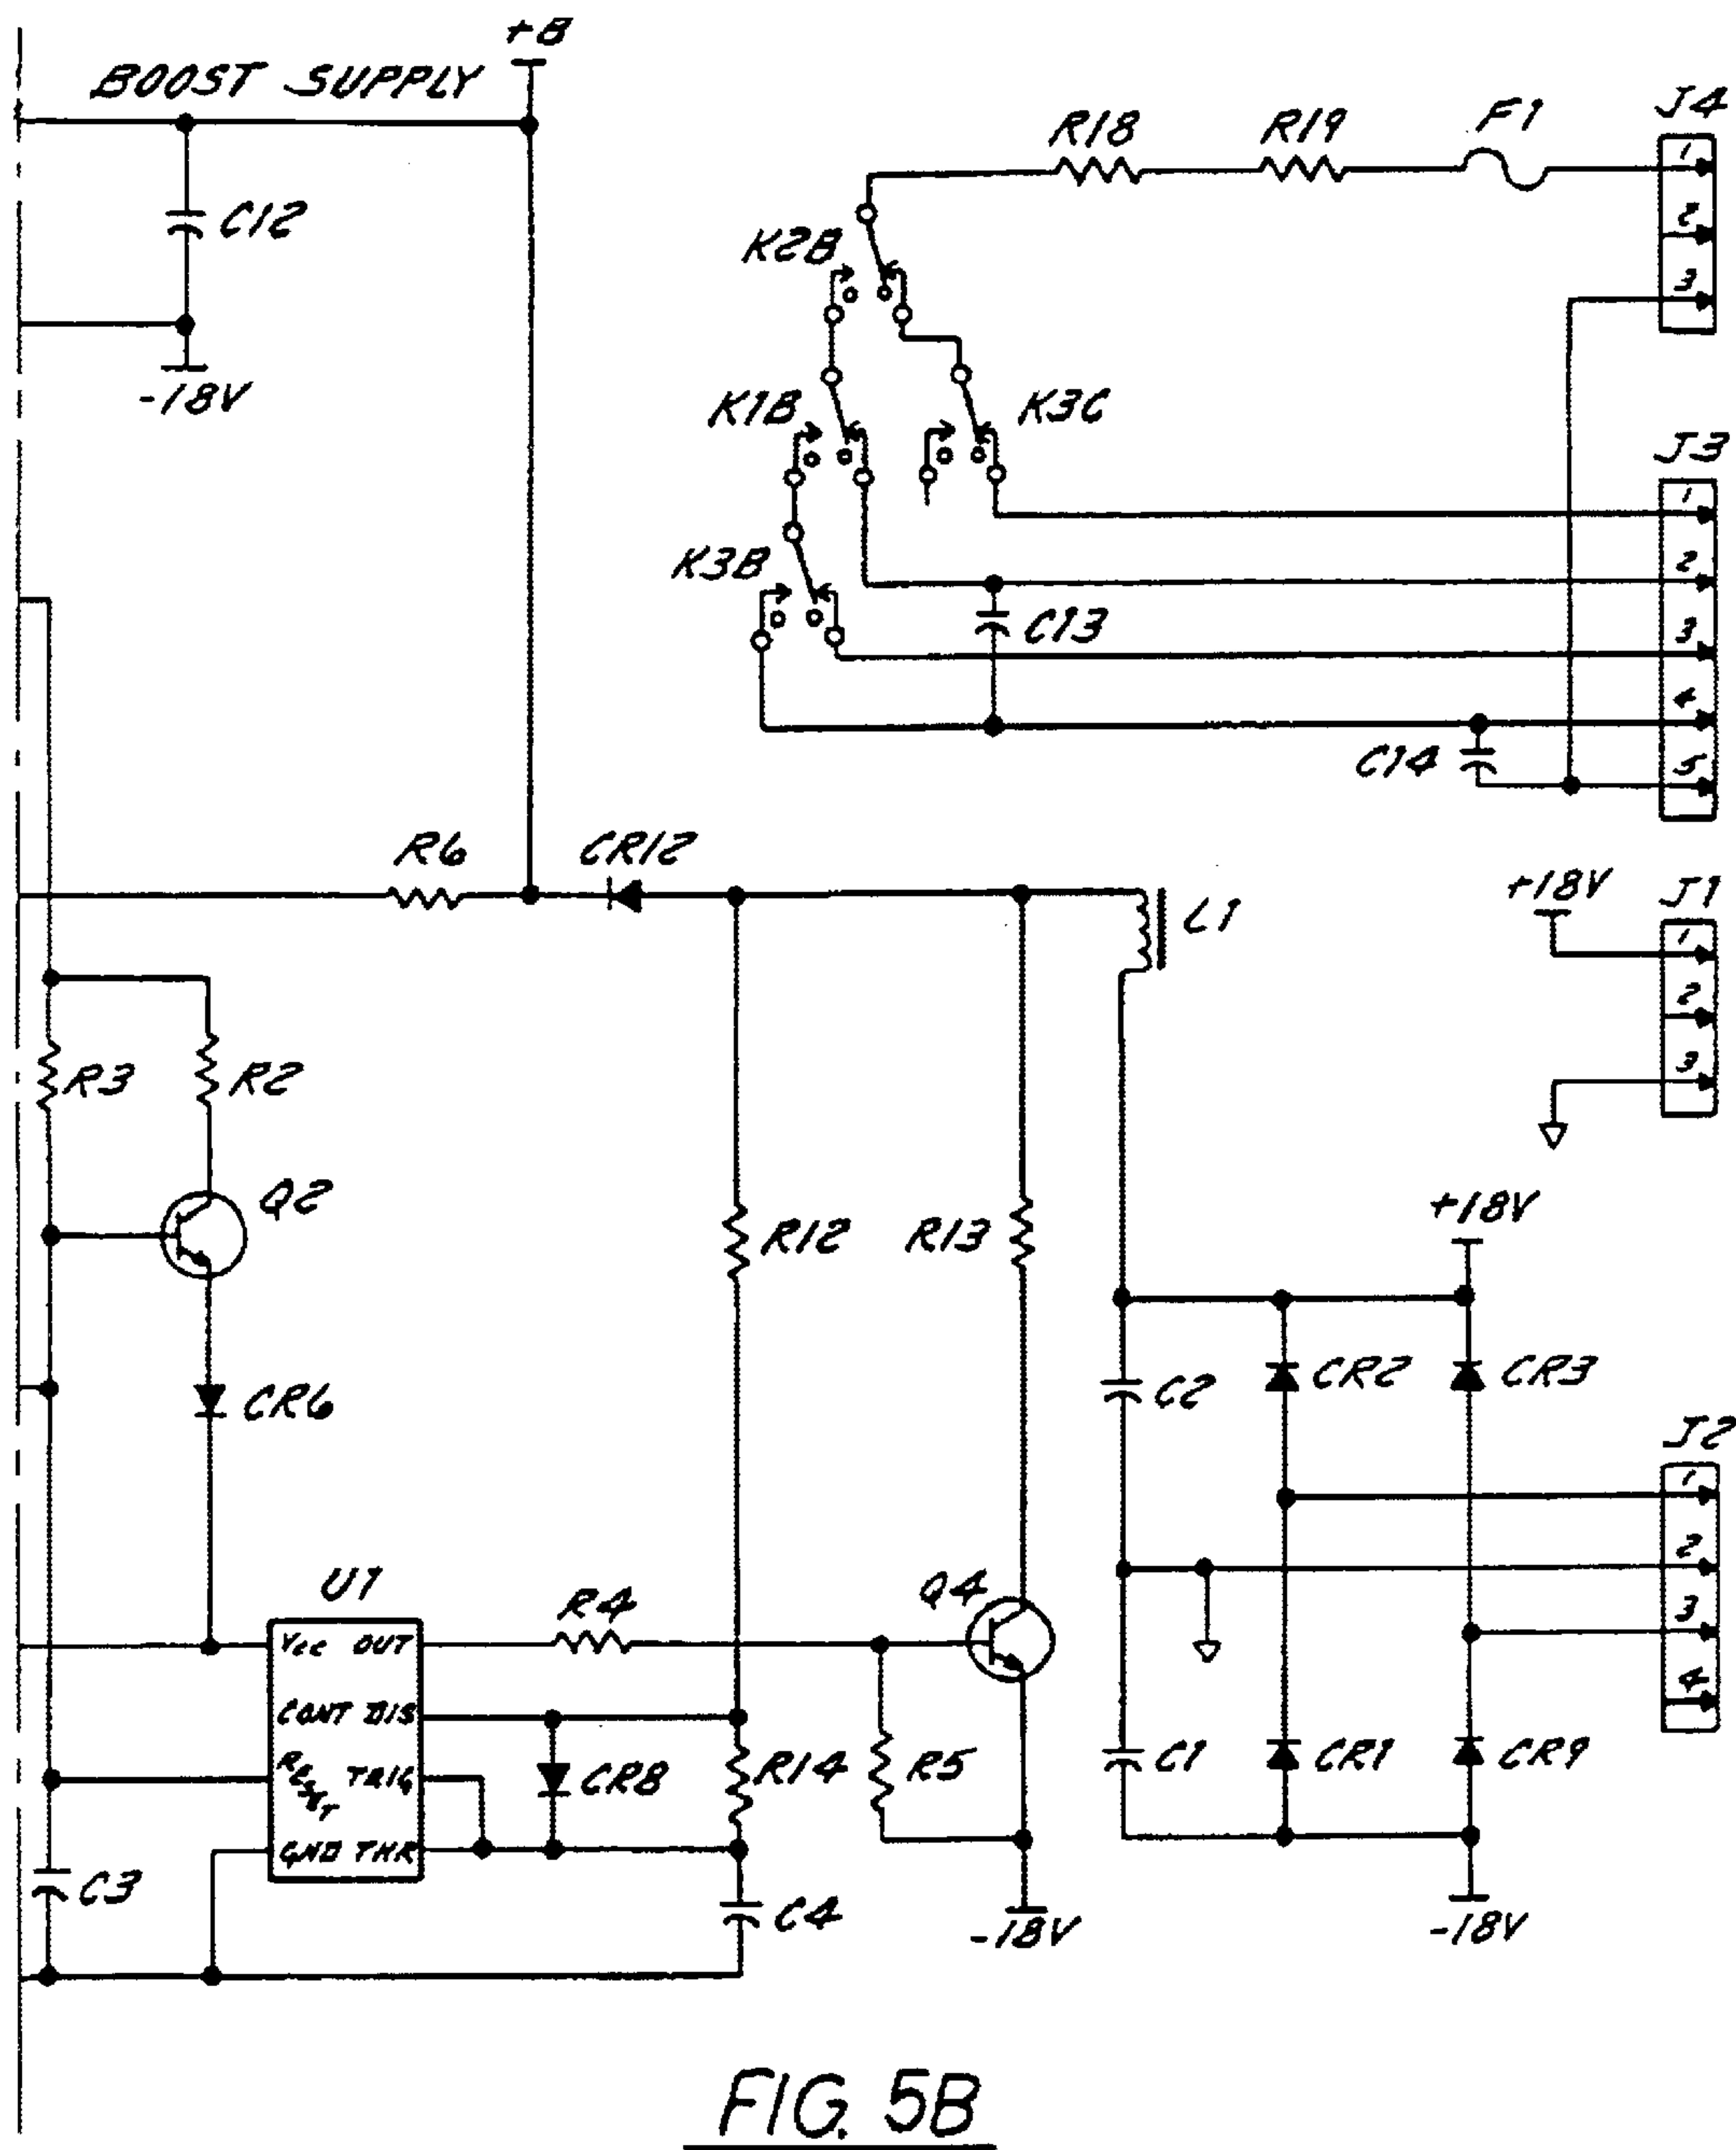 +B
BOOST SUPPLY
C12
-18V
R18 R19 F1 J4
1
2
3
K2B
K1B
K3C
K3B
C13
C14
J3
1
2
3
4
5
R6 CR12
L1
+18V J1
1
2
3
R3 R2
Q2
R12 R13
+18V
CR6
C2 CR2 CR3
J2
1
2
3
4
U1
R4 Q4
VCC OUT
CONT DIS
RESET TRIG
GND THR
CR8 R14 R5
C1 CR1 CR9
C3
C4
-18V
-18V
FIG. 5B